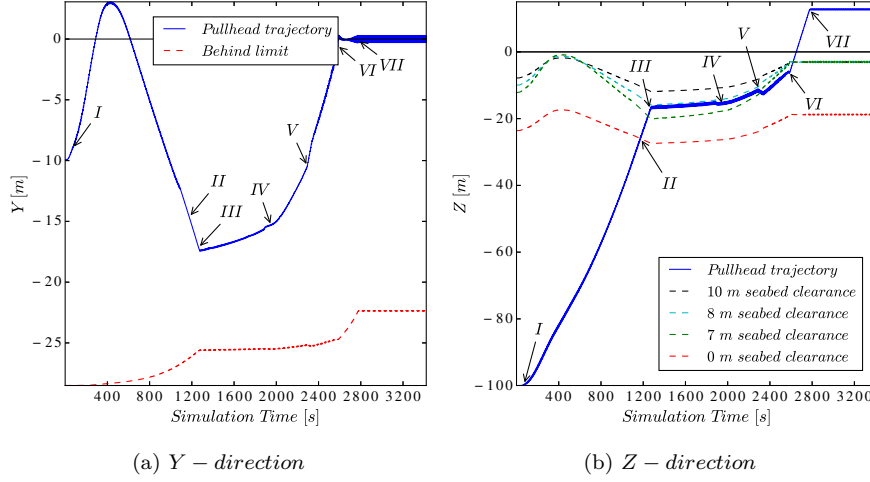 Pullhead trajectory
Behind limit
I
II
III
IV
V
VI
VII
0
−5
−10
−15
−20
−25
Y [m]
400 800 1200 1600 2000 2400 2800 3200
Simulation Time [s]
(a) Y − direction
I
II
III
IV
V
VI
VII
0
−20
−40
−60
−80
−100
Z [m]
Pullhead trajectory
10 m seabed clearance
8 m seabed clearance
7 m seabed clearance
0 m seabed clearance
400 800 1200 1600 2000 2400 2800 3200
Simulation Time [s]
(b) Z − direction